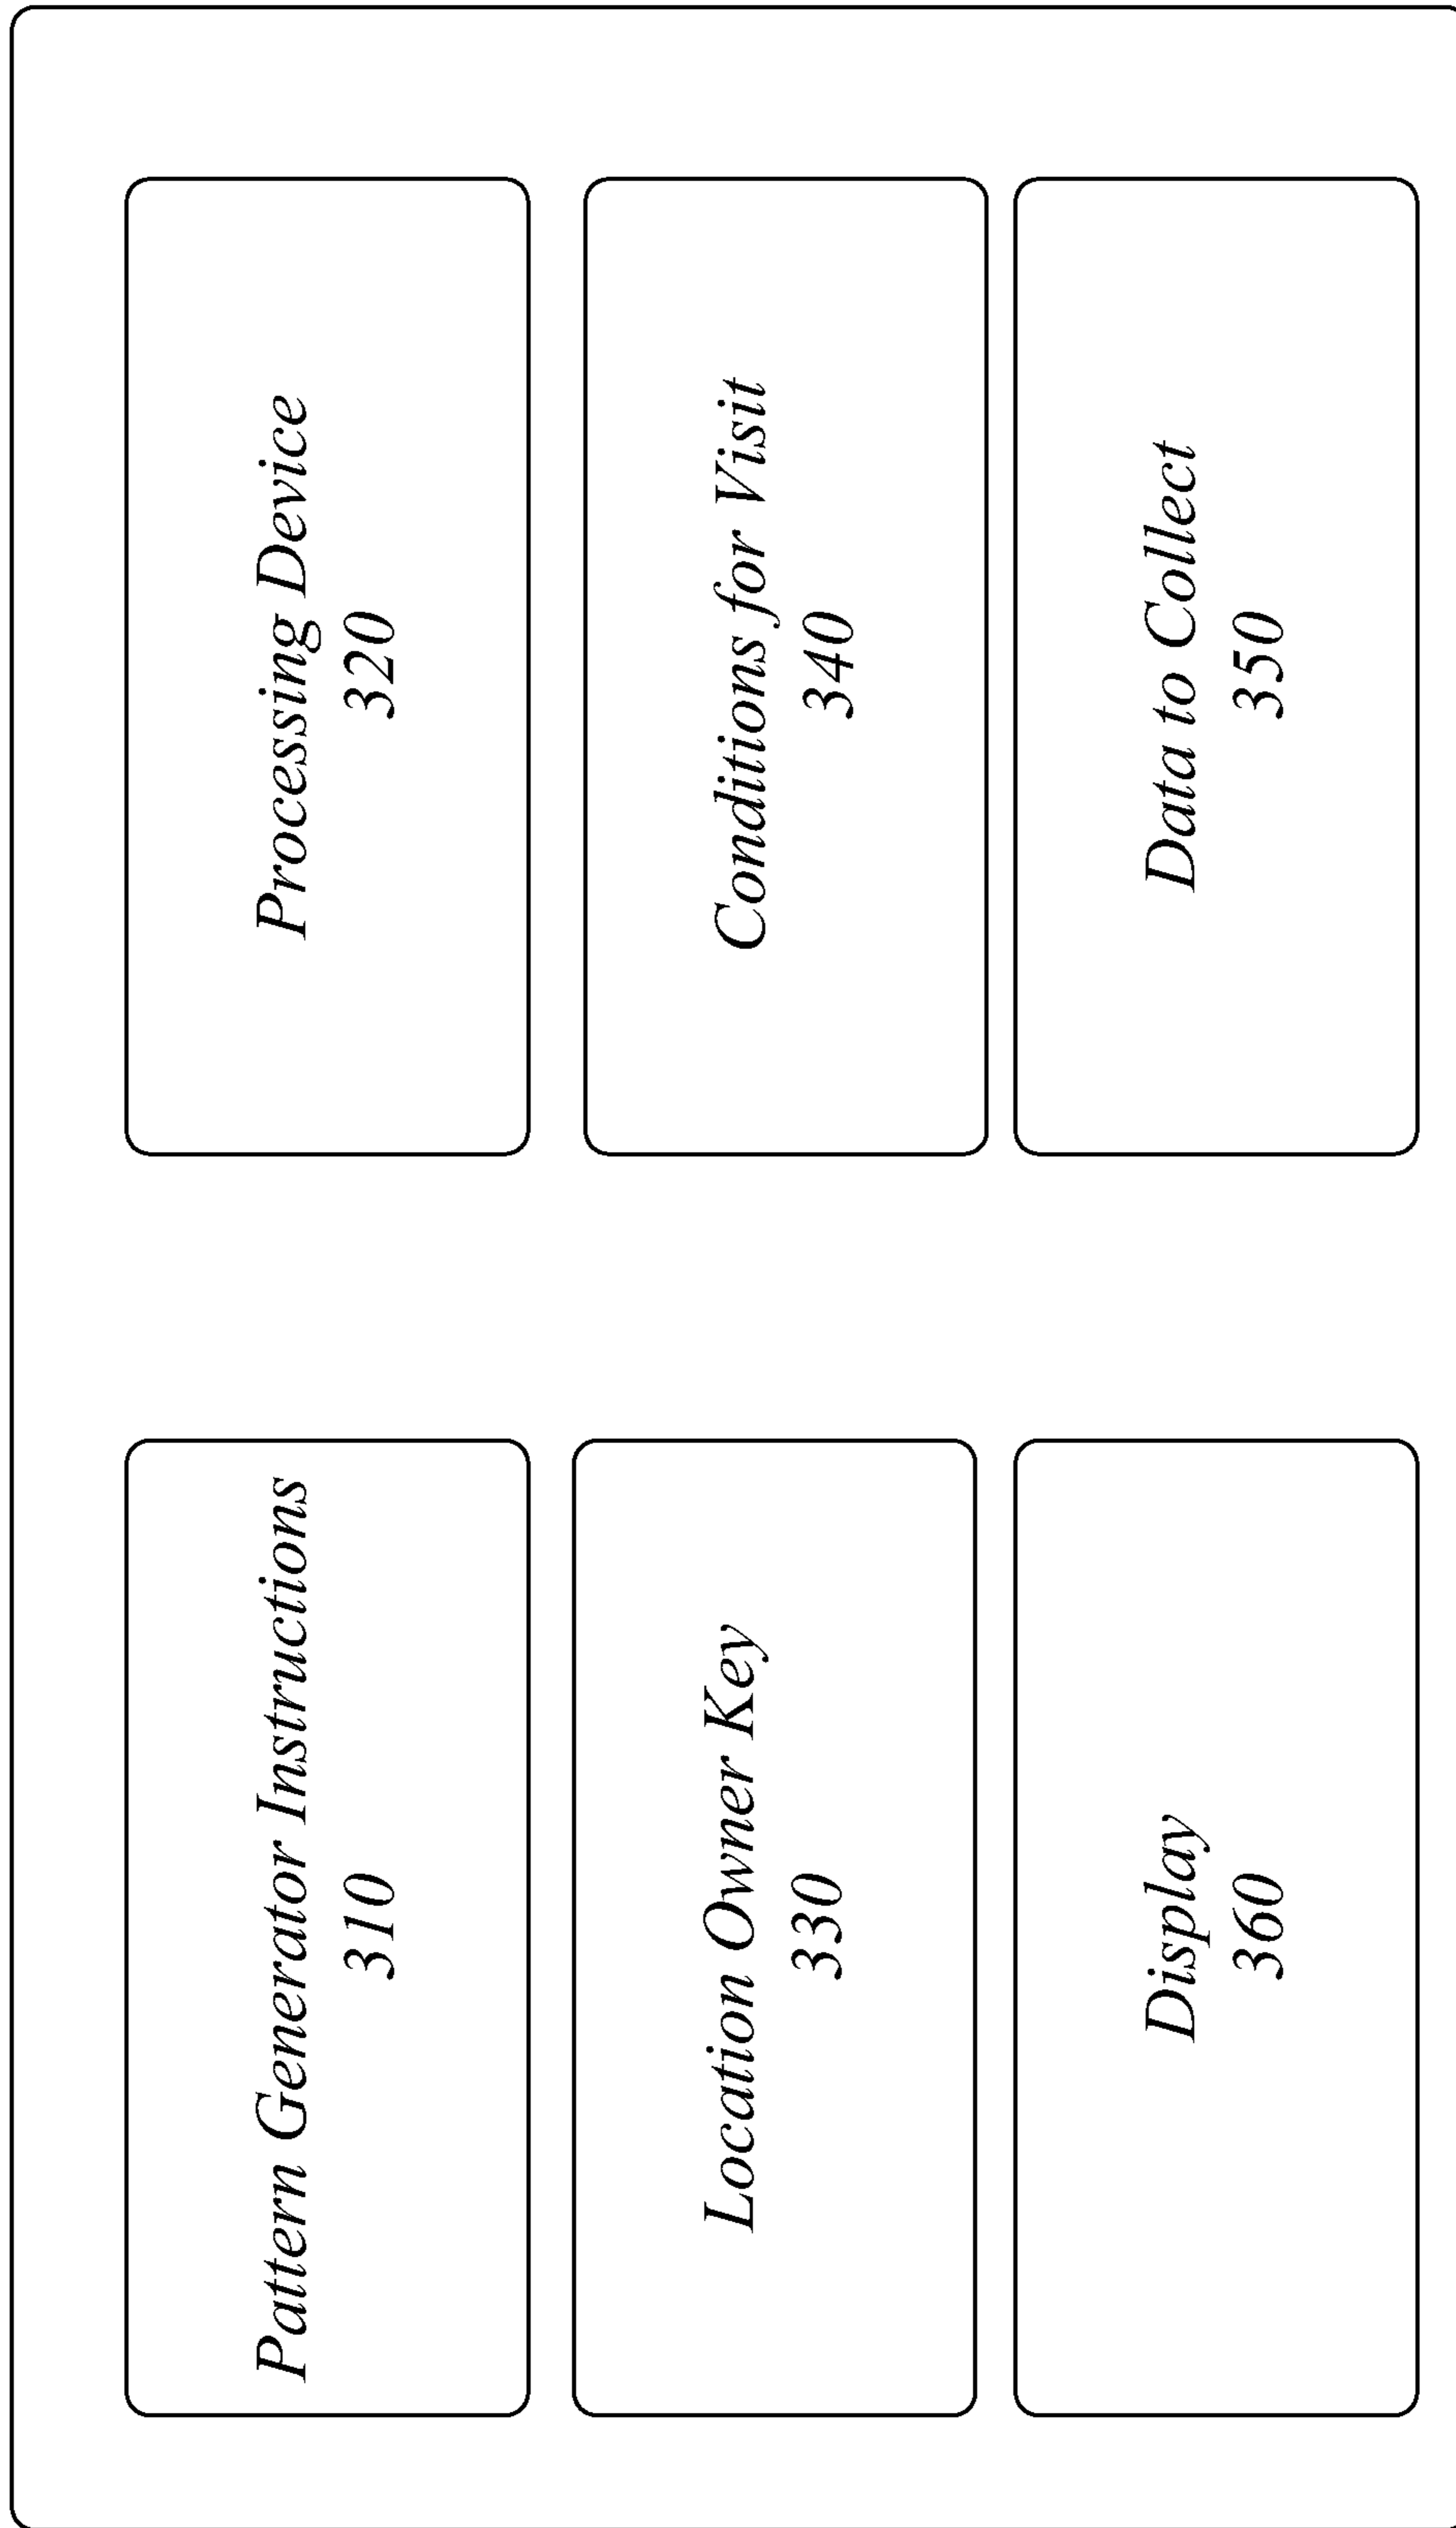 Pattern Generator Instructions
310
Processing Device
320
Location Owner Key
330
Conditions for Visit
340
Display
360
Data to Collect
350